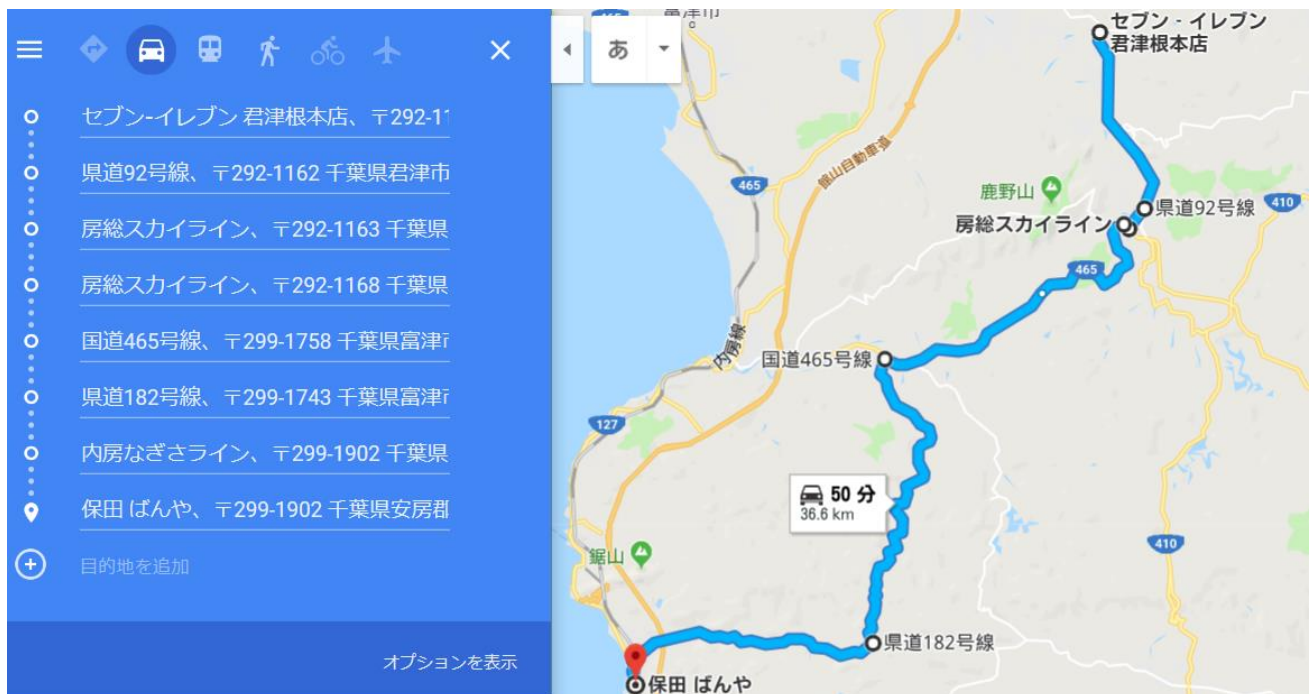 セブン-イレブン 君津根本店、〒292-11
県道92号線、〒292-1162 千葉県君津市
房総スカイライン、〒292-1163 千葉県
房総スカイライン、〒292-1168 千葉県
国道465号線、〒299-1758 千葉県富津市
県道182号線、〒299-1743 千葉県富津市
内房なぎさライン、〒299-1902 千葉県
保田 ばんや、〒299-1902 千葉県安房郡
目的地を追加
オプションを表示
あ
465
富津市
セブン - イレブン
君津根本店
館山自動車道
465
鹿野山
県道92号線
410
房総スカイライン
465
内房線
国道465号線
127
50 分
36.6 km
410
鋸山
県道182号線
保田 ばんや